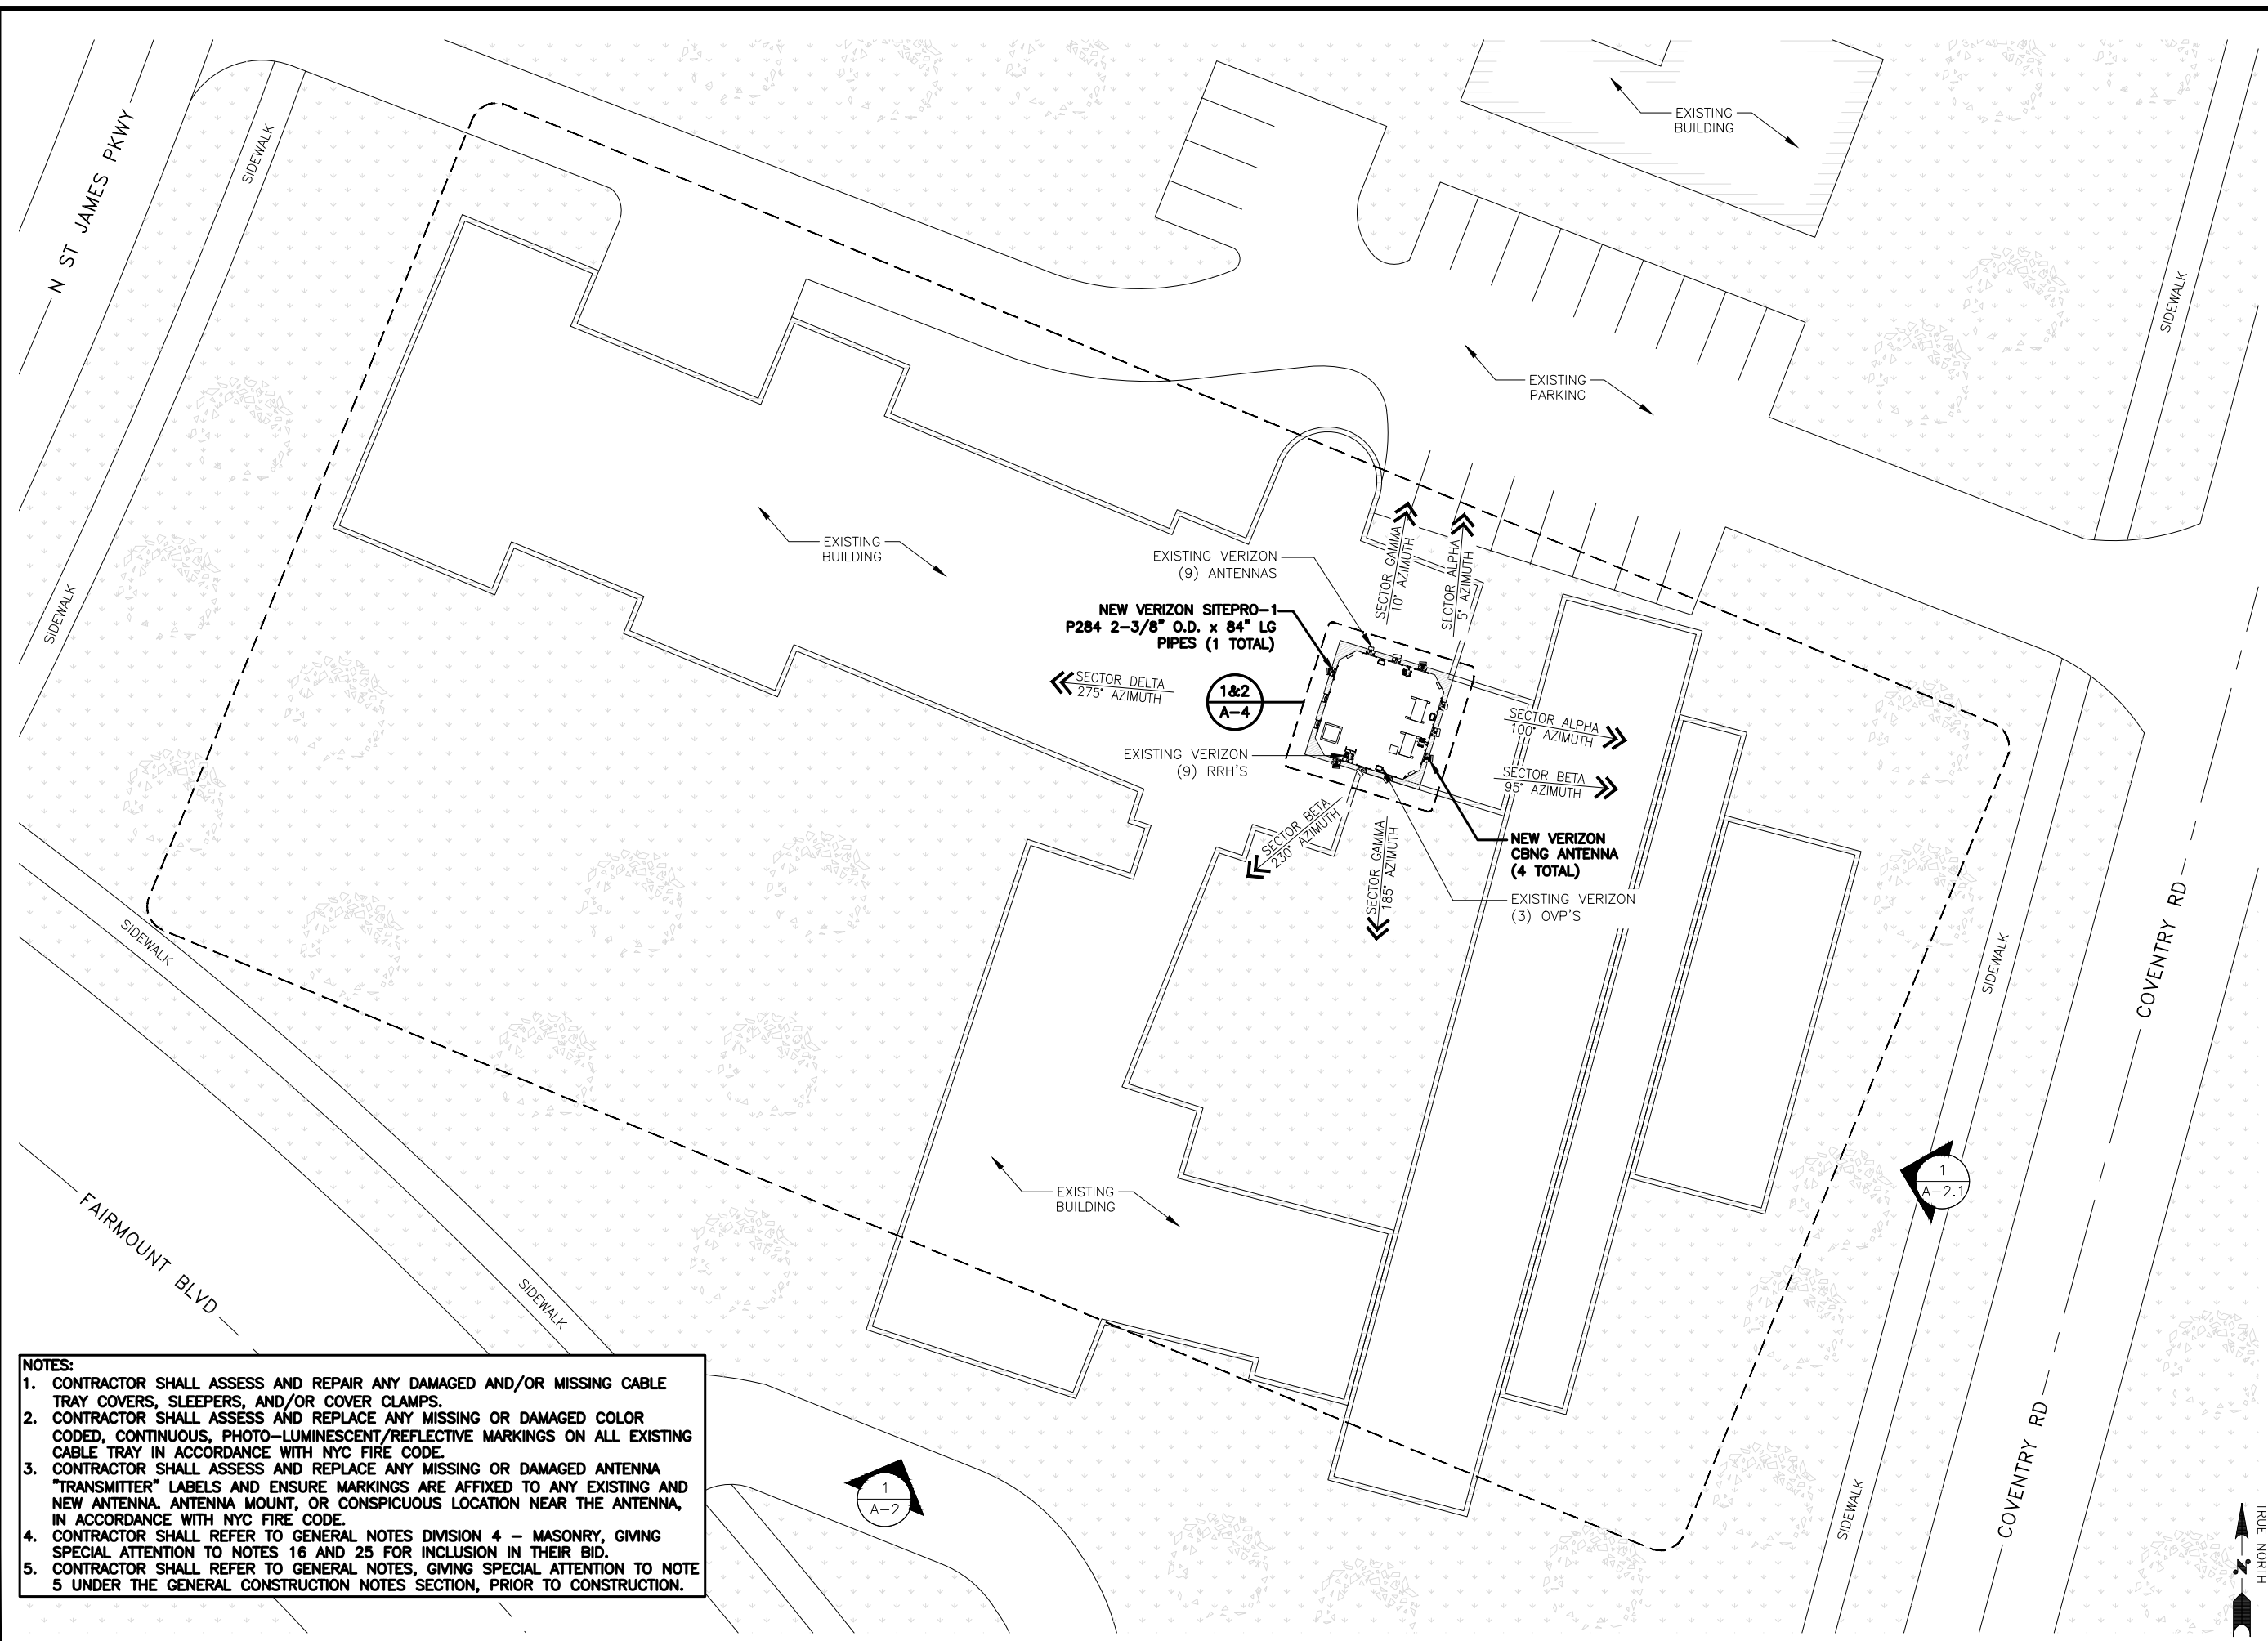 N ST JAMES PKWY
SIDEWALK
EXISTING
BUILDING
SIDEWALK
EXISTING
PARKING
EXISTING
BUILDING
SIDEWALK
EXISTING VERIZON
(9) ANTENNAS
SECTOR GAMMA
10° AZIMUTH
SECTOR ALPHA
5° AZIMUTH
NEW VERIZON SITEPRO-1
P284 2-3/8" O.D. x 84" LG
PIPES (1 TOTAL)
SECTOR DELTA
275° AZIMUTH
1&2
A-4
SECTOR ALPHA
100° AZIMUTH
EXISTING VERIZON
(9) RRH'S
SECTOR BETA
95° AZIMUTH
SECTOR BETA
230° AZIMUTH
SECTOR GAMMA
185° AZIMUTH
NEW VERIZON
CBNG ANTENNA
(4 TOTAL)
EXISTING VERIZON
(3) OVP'S
COVENTRY RD
SIDEWALK
SIDEWALK
EXISTING
BUILDING
1
A-2.1
FAIRMOUNT BLVD
SIDEWALK
COVENTRY RD
SIDEWALK
1
A-2
TRUE NORTH
N
NOTES:
1. CONTRACTOR SHALL ASSESS AND REPAIR ANY DAMAGED AND/OR MISSING CABLE
TRAY COVERS, SLEEPERS, AND/OR COVER CLAMPS.
2. CONTRACTOR SHALL ASSESS AND REPLACE ANY MISSING OR DAMAGED COLOR
CODED, CONTINUOUS, PHOTO-LUMINESCENT/REFLECTIVE MARKINGS ON ALL EXISTING
CABLE TRAY IN ACCORDANCE WITH NYC FIRE CODE.
3. CONTRACTOR SHALL ASSESS AND REPLACE ANY MISSING OR DAMAGED ANTENNA
"TRANSMITTER" LABELS AND ENSURE MARKINGS ARE AFFIXED TO ANY EXISTING AND
NEW ANTENNA. ANTENNA MOUNT, OR CONSPICUOUS LOCATION NEAR THE ANTENNA,
IN ACCORDANCE WITH NYC FIRE CODE.
4. CONTRACTOR SHALL REFER TO GENERAL NOTES DIVISION 4 - MASONRY, GIVING
SPECIAL ATTENTION TO NOTES 16 AND 25 FOR INCLUSION IN THEIR BID.
5. CONTRACTOR SHALL REFER TO GENERAL NOTES, GIVING SPECIAL ATTENTION TO NOTE
5 UNDER THE GENERAL CONSTRUCTION NOTES SECTION, PRIOR TO CONSTRUCTION.